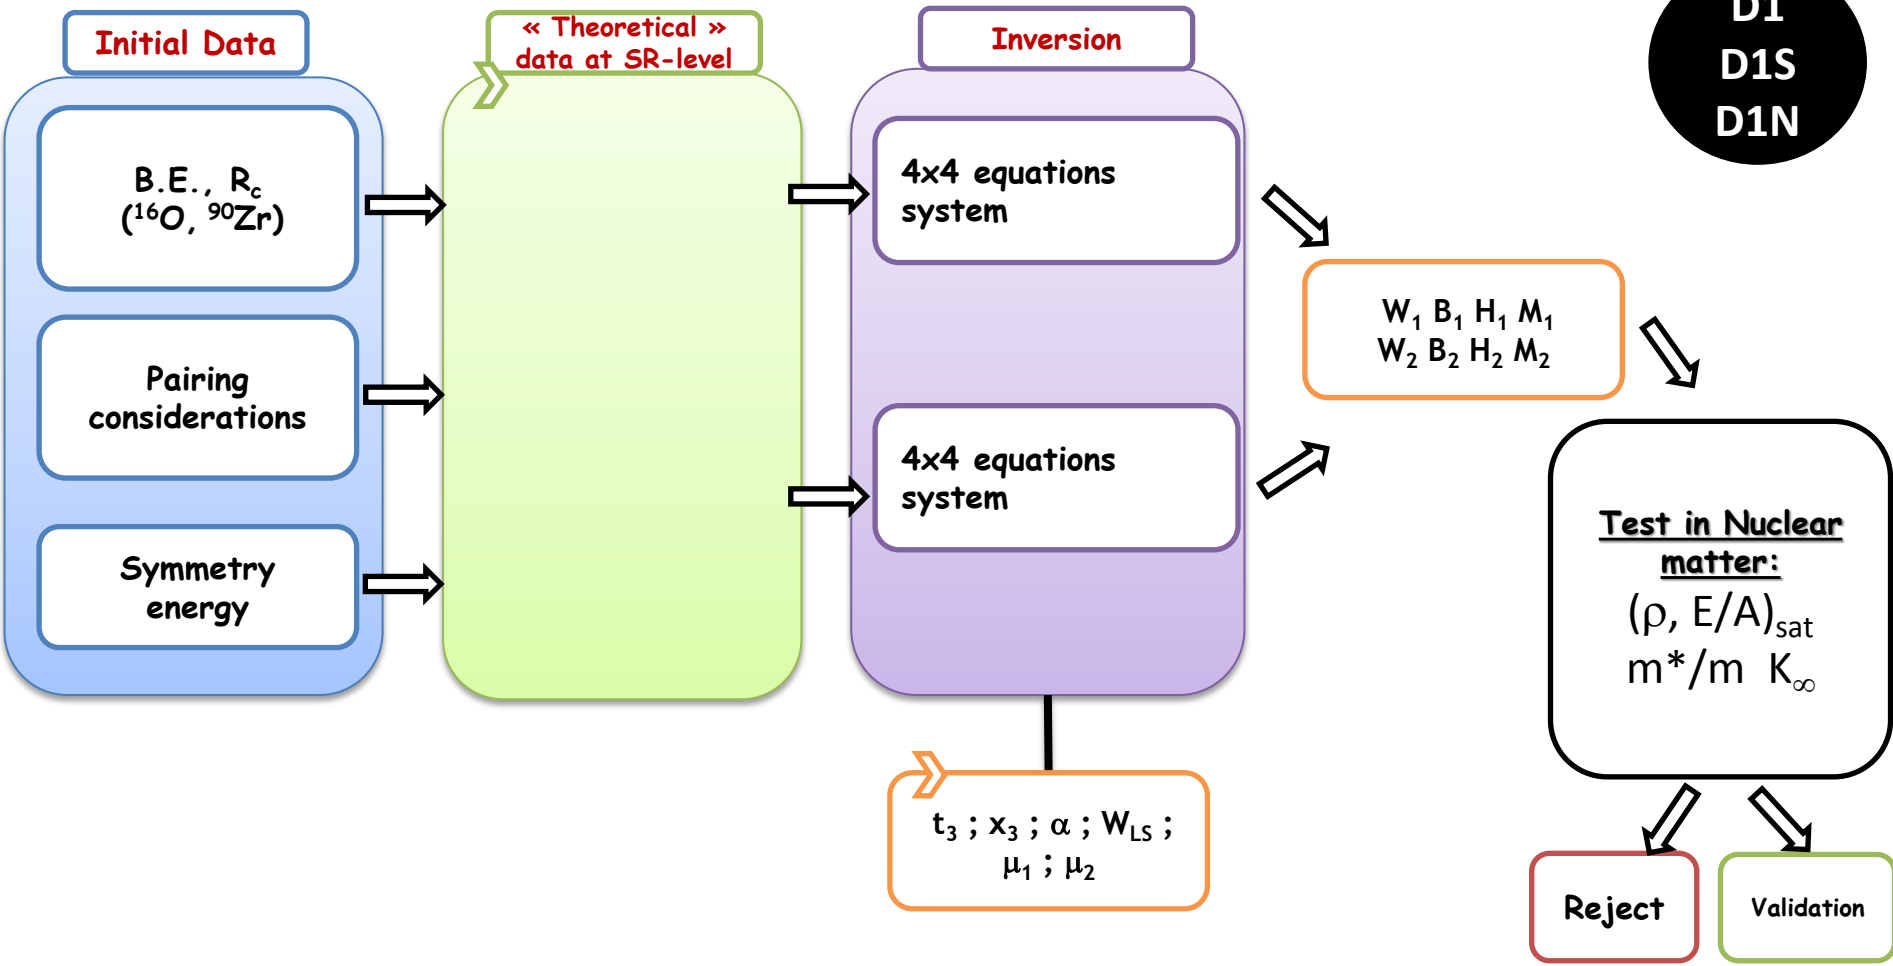 Initial Data
B.E., Rc
(16O, 90Zr)
Pairing
considerations
Symmetry
energy
« Theoretical »
data at SR-level
Inversion
4x4 equations
system
4x4 equations
system
t3 ; x3 ; α ; WLS ;
μ1 ; μ2
W1 B1 H1 M1
W2 B2 H2 M2
D1
D1S
D1N
Test in Nuclear
matter:
(ρ, E/A)sat
m*/m K∞
Reject
Validation